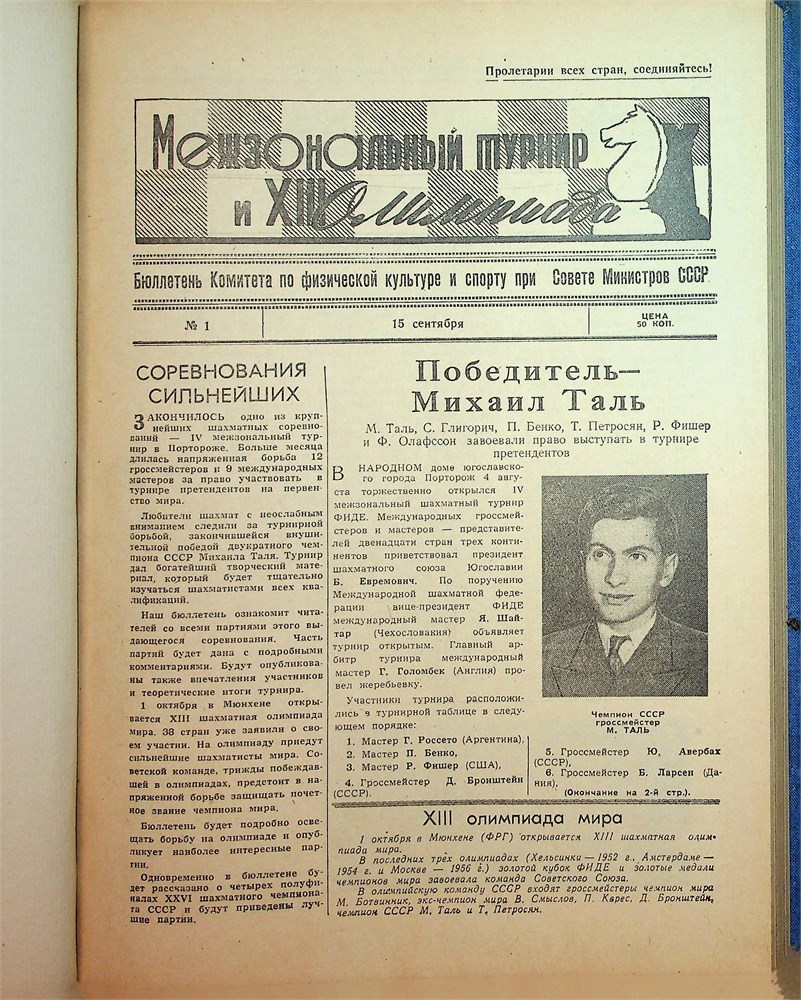 Пролетарии всех стран, соединяйтесь!
Межзональный турнир
и XIII Олимпиада
Бюллетень Комитета по физической культуре и спорту при Совете Министров СССР
№ 1
15 сентября
ЦЕНА
50 КОП.
СОРЕВНОВАНИЯ
СИЛЬНЕЙШИХ
ЗАКОНЧИЛОСЬ одно из круп-
нейших шахматных соревно-
ваний — IV межзональный тур-
нир в Портороже. Больше месяца
длилась напряженная борьба 12
гроссмейстеров и 9 международных
мастеров за право участвовать в
турнире претендентов на первен-
ство мира.
Любители шахмат с неослабным
вниманием следили за турнирной
борьбой, закончившейся внуши-
тельной победой двукратного чем-
пиона СССР Михаила Таля. Турнир
дал богатейший творческий мате-
риал, который будет тщательно
изучаться шахматистами всех ква-
лификаций.
Наш бюллетень ознакомит чита-
телей со всеми партиями этого вы-
дающегося соревнования. Часть
партий будет дана с подробными
комментариями. Будут опубликова-
ны также впечатления участников
и теоретические итоги турнира.
1 октября в Мюнхене откры-
вается XIII шахматная олимпиада
мира. 38 стран уже заявили о сво-
ем участии. На олимпиаду приедут
сильнейшие шахматисты мира. Со-
ветской команде, трижды побеждав-
шей в олимпиадах, предстоит в на-
пряженной борьбе защищать почет-
ное звание чемпиона мира.
Бюллетень будет подробно осве-
щать борьбу на олимпиаде и опуб-
ликует наиболее интересные пар-
тии.
Одновременно в бюллетене бу-
дет рассказано о четырех полуфи-
налах XXVI шахматного чемпиона-
та СССР и будут приведены луч-
шие партии.
Победитель—
Михаил Таль
М. Таль, С. Глигорич, П. Бенко, Т. Петросян, Р. Фишер
и Ф. Олафссон завоевали право выступать в турнире
претендентов
В НАРОДНОМ доме югославско-
го города Порторож 4 авгу-
ста торжественно открылся IV
межзональный шахматный турнир
ФИДЕ. Международных гроссмей-
стеров и мастеров — представите-
лей двенадцати стран трех конти-
нентов приветствовал президент
шахматного союза Югославии
Б. Евремович. По поручению
Международной шахматной феде-
рации вице-президент ФИДЕ
международный мастер Я. Шай-
тар (Чехословакия) объявляет
турнир открытым. Главный ар-
битр турнира международный
мастер Г. Голомбек (Англия) про-
вел жеребьевку.
Участники турнира расположи-
лись в турнирной таблице в следу-
ющем порядке:
1. Мастер Г. Россето (Аргентина),
2. Мастер П. Бенко,
3. Мастер Р. Фишер (США),
4. Гроссмейстер Д. Бронштейн
(СССР).
Чемпион СССР
гроссмейстер
М. ТАЛЬ
5. Гроссмейстер Ю. Авербах
(СССР),
6. Гроссмейстер Б. Ларсен (Да-
ния).
(Окончание на 2-й стр.).
XIII олимпиада мира
1 октября в Мюнхене (ФРГ) открывается XIII шахматная олим-
пиада мира.
В последних трёх олимпиадах (Хельсинки — 1952 г., Амстердаме —
1954 г. и Москве — 1956 г.) золотой кубок ФИДЕ и золотые медали
чемпионов мира завоевала команда Советского Союза.
В олимпийскую команду СССР входят гроссмейстеры чемпион мира
М. Ботвинник, экс-чемпион мира В. Смыслов, П. Керес, Д. Бронштейн,
чемпион СССР М. Таль и Т. Петросян.